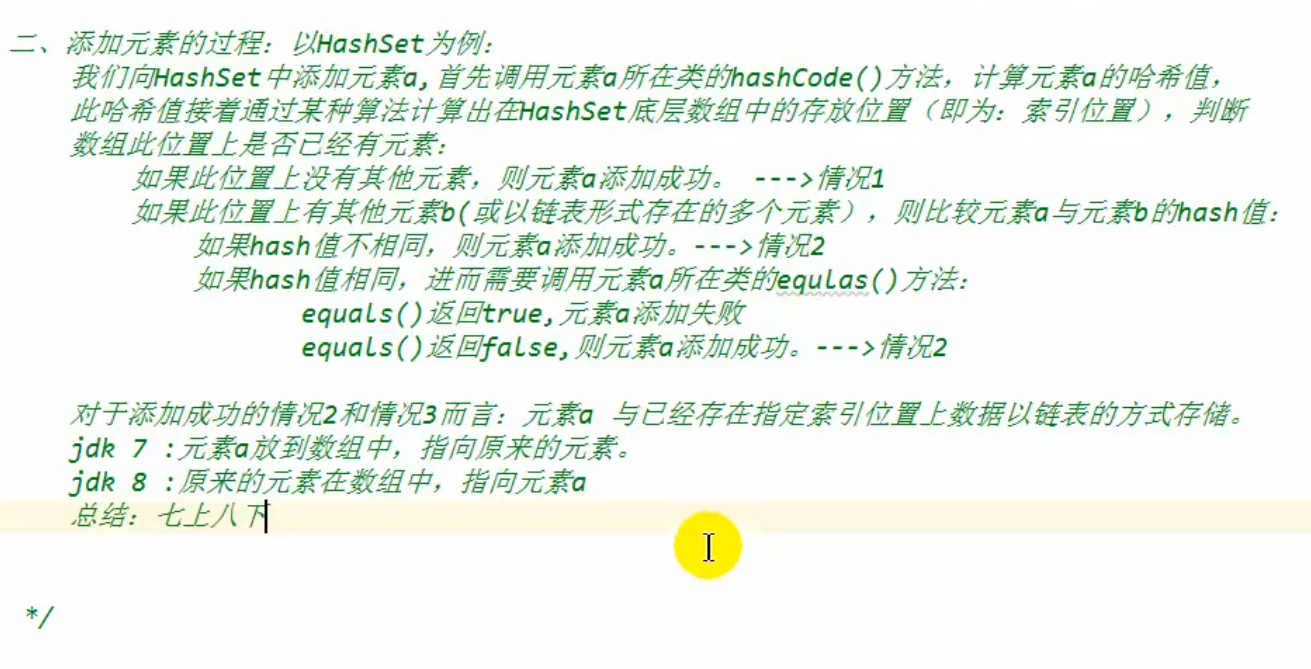 二、添加元素的过程：以HashSet为例：
我们向HashSet中添加元素a,首先调用元素a所在类的hashCode()方法，计算元素a的哈希值，
此哈希值接着通过某种算法计算出在HashSet底层数组中的存放位置（即为：索引位置），判断
数组此位置上是否已经有元素：
如果此位置上没有其他元素，则元素a添加成功。 --->情况1
如果此位置上有其他元素b(或以链表形式存在的多个元素），则比较元素a与元素b的hash值：
如果hash值不相同，则元素a添加成功。--->情况2
如果hash值相同，进而需要调用元素a所在类的equlas()方法：
equals()返回true,元素a添加失败
equals()返回false,则元素a添加成功。--->情况2
对于添加成功的情况2和情况3而言：元素a 与已经存在指定索引位置上数据以链表的方式存储。
jdk 7 :元素a放到数组中，指向原来的元素。
jdk 8 :原来的元素在数组中，指向元素a
总结：七上八下
*/